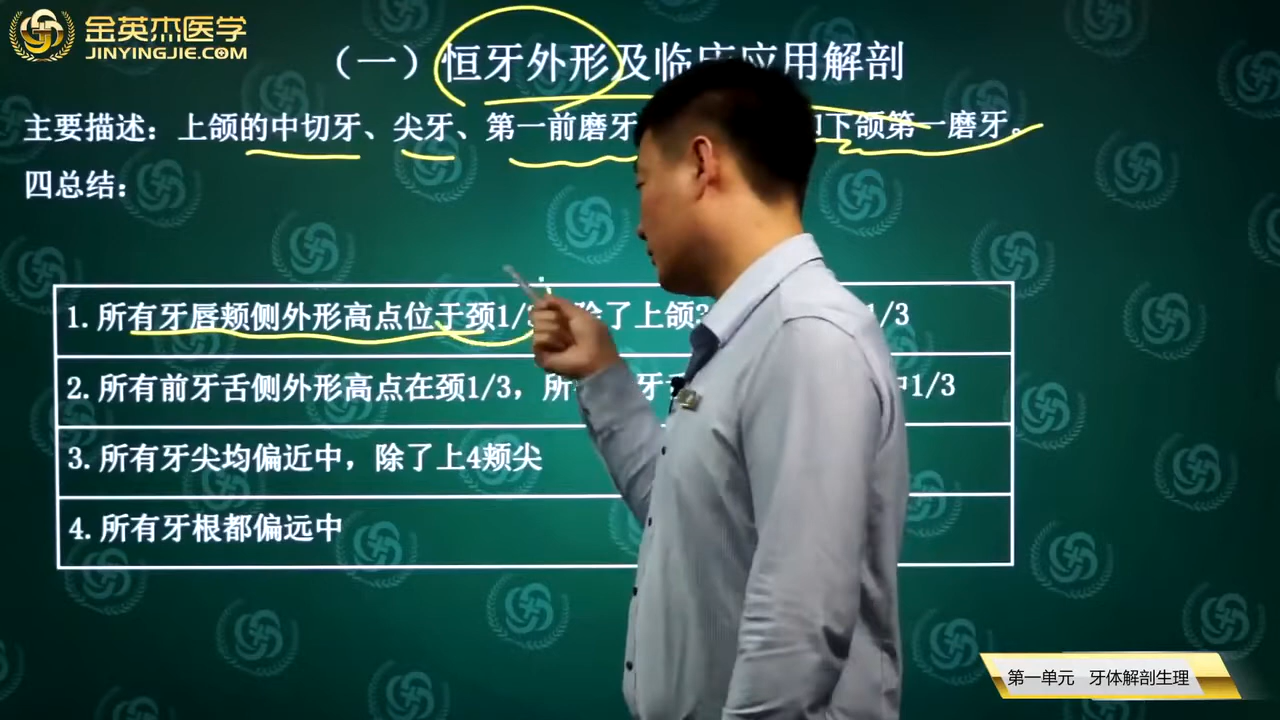 金英杰医学
JINYINGJIE.COM
（一）恒牙外形及临床应用解剖
主要描述：上颌的中切牙、尖牙、第一前磨牙 下颌第一磨牙。
四总结：
1.所有牙唇颊侧外形高点位于颈1/3 除了上颌3 1/3
2.所有前牙舌侧外形高点在颈1/3，所 牙 中1/3
3.所有牙尖均偏近中，除了上4颊尖
4.所有牙根都偏远中
第一单元 牙体解剖生理